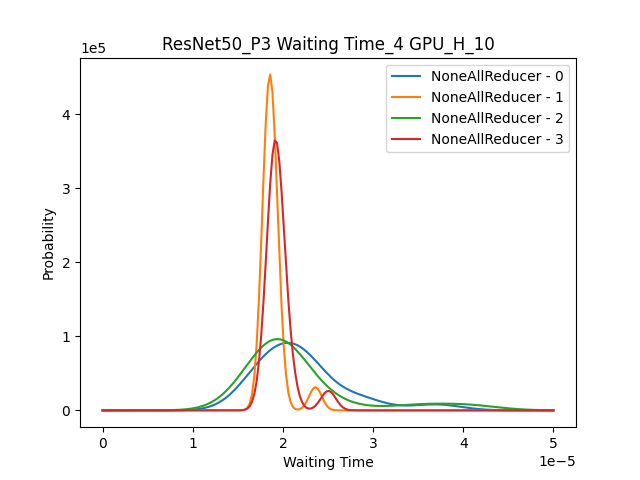 ResNet50_P3 Waiting Time_4 GPU_H_10
1e5
NoneAllReducer - 0
NoneAllReducer - 1
NoneAllReducer - 2
NoneAllReducer - 3
4
3
2
1
0
Probability
0
1
2
3
4
5
1e−5
Waiting Time